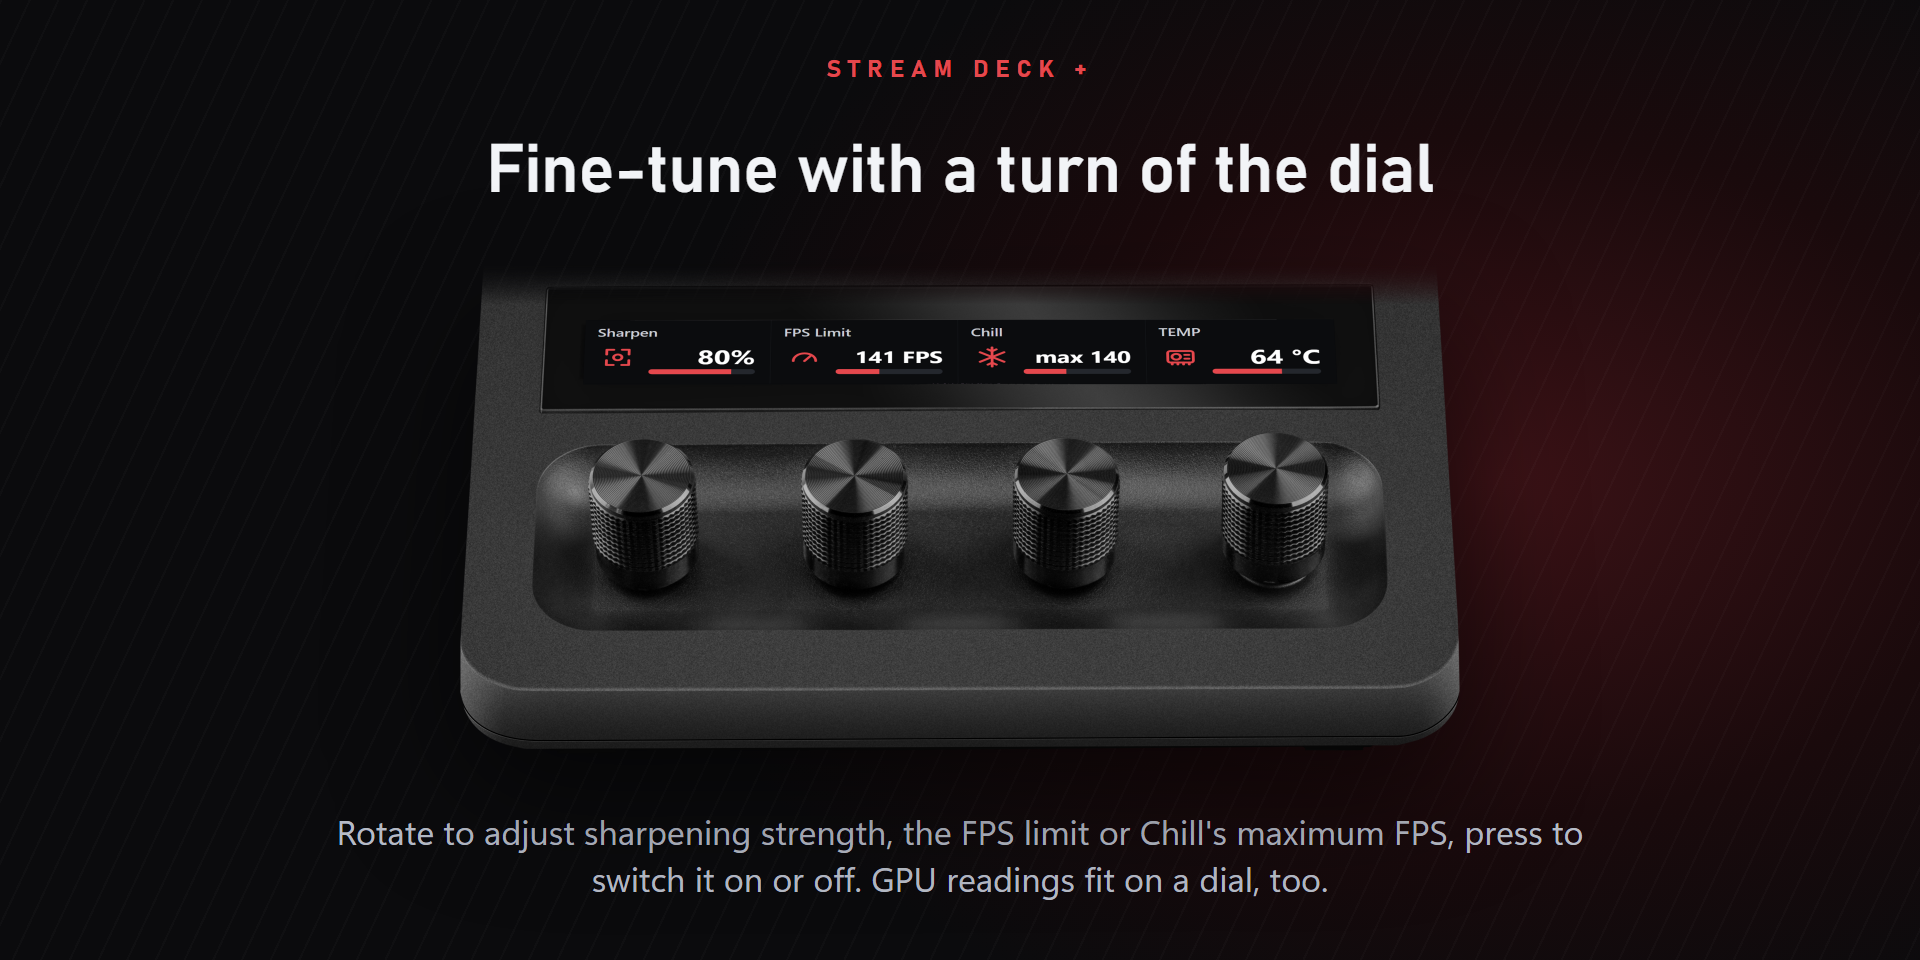 STREAM DECK +
Fine-tune with a turn of the dial
Sharpen
80%
FPS Limit
141 FPS
Chill
max 140
TEMP
64 °C
Rotate to adjust sharpening strength, the FPS limit or Chill's maximum FPS, press to
switch it on or off. GPU readings fit on a dial, too.